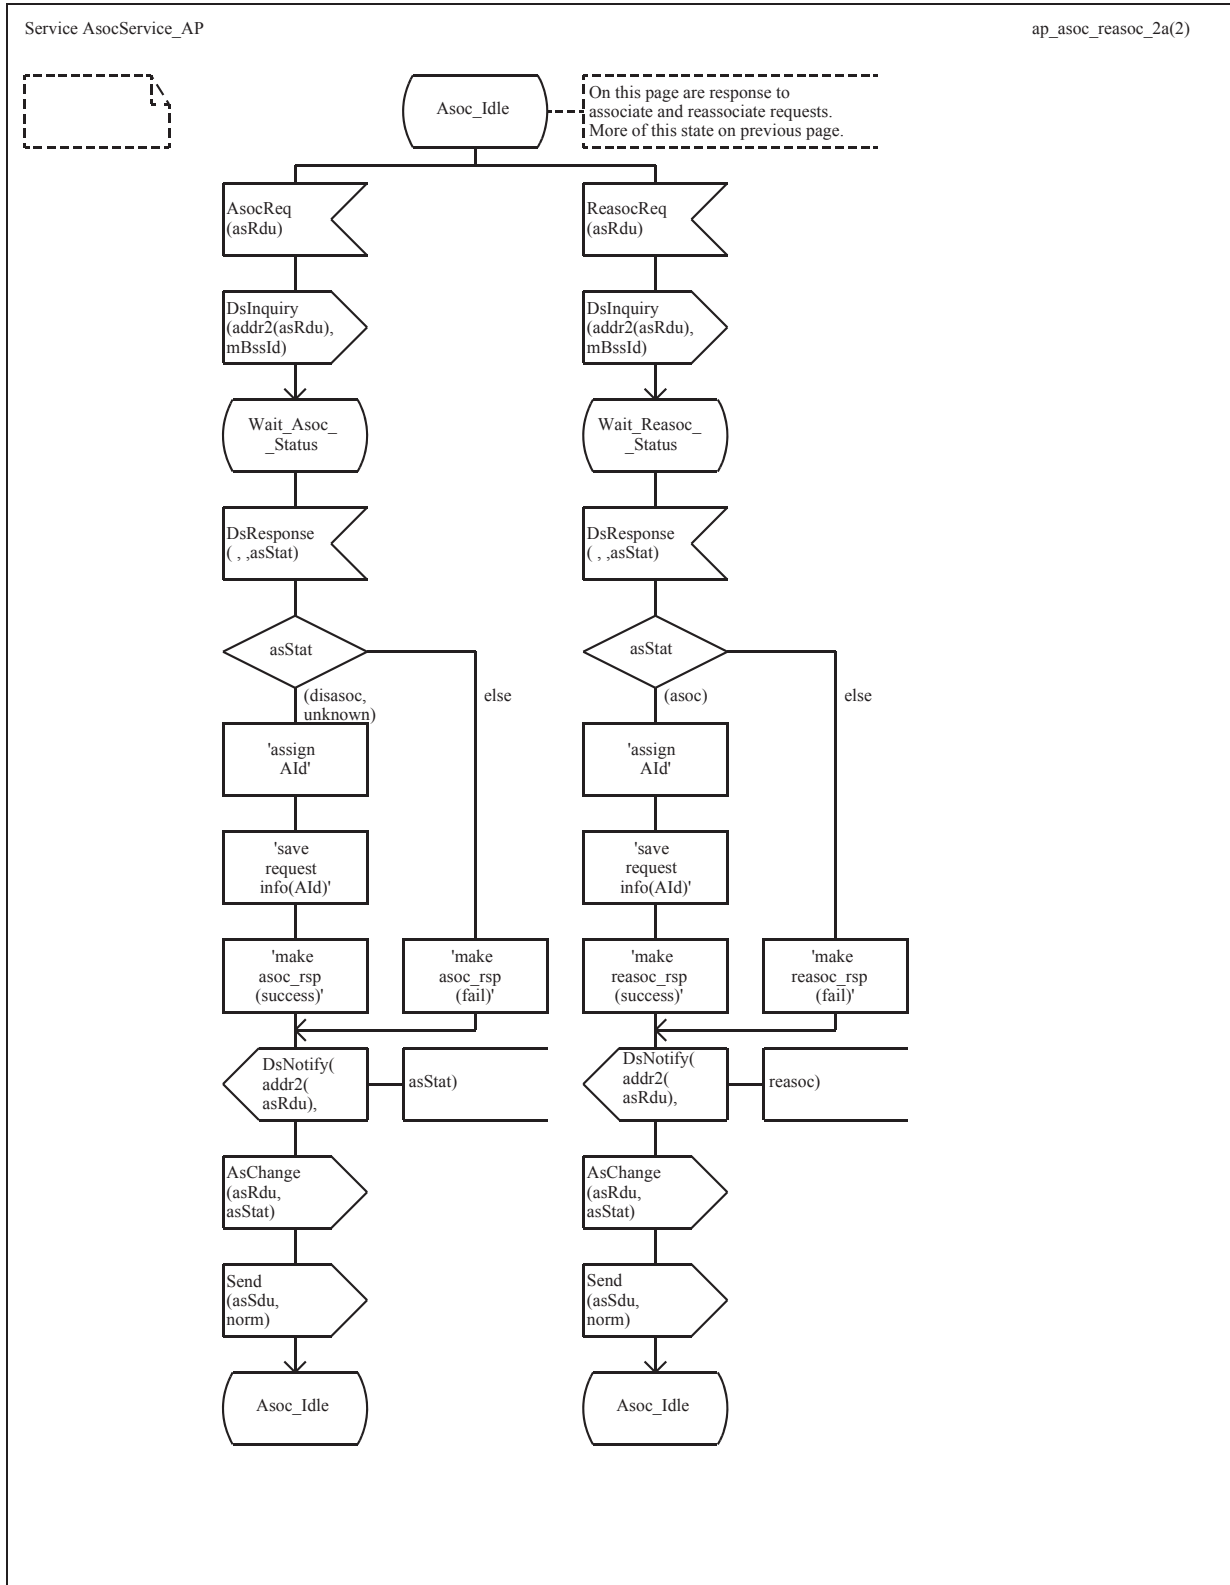 Service AsocService_AP
ap_asoc_reasoc_2a(2)
Asoc_Idle
On this page are response to
associate and reassociate requests.
More of this state on previous page.
AsocReq
(asRdu)
DsInquiry
(addr2(asRdu),
mBssId)
Wait_Asoc_
_Status
DsResponse
( , ,asStat)
asStat
(disasoc,
unknown)
else
'assign
AId'
'save
request
info(AId)'
'make
asoc_rsp
(success)'
'make
asoc_rsp
(fail)'
DsNotify(
addr2(
asRdu),
asStat)
AsChange
(asRdu,
asStat)
Send
(asSdu,
norm)
Asoc_Idle
ReasocReq
(asRdu)
DsInquiry
(addr2(asRdu),
mBssId)
Wait_Reasoc_
_Status
DsResponse
( , ,asStat)
asStat
(asoc)
else
'assign
AId'
'save
request
info(AId)'
'make
reasoc_rsp
(success)'
'make
reasoc_rsp
(fail)'
DsNotify(
addr2(
asRdu),
reasoc)
AsChange
(asRdu,
asStat)
Send
(asSdu,
norm)
Asoc_Idle